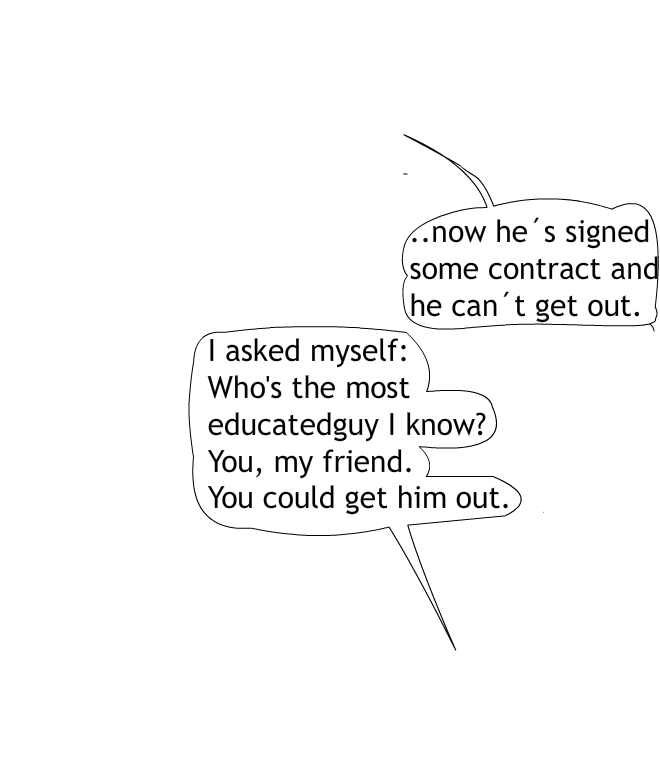 ..now he´s signed
some contract and
he can´t get out.
I asked myself:
Who's the most
educatedguy I know?
You, my friend.
You could get him out.